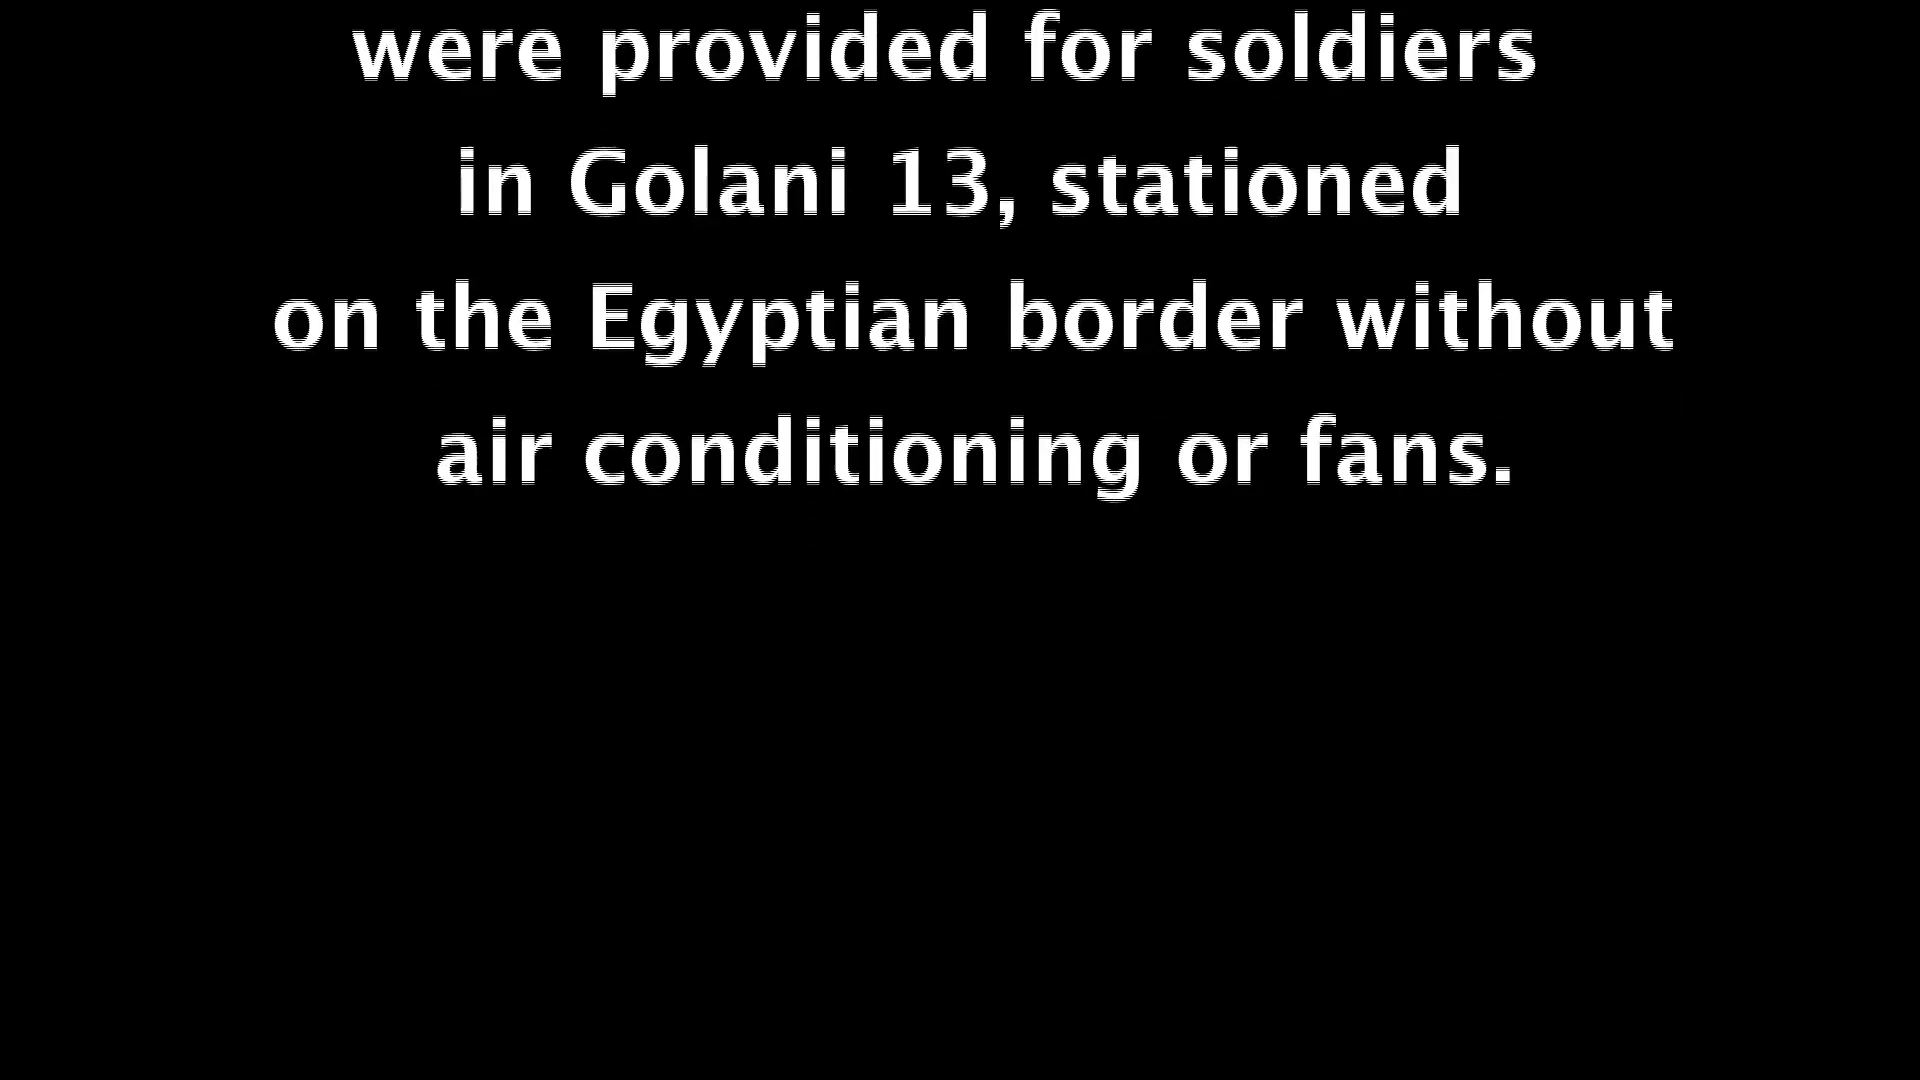 were provided for soldiers
in Golani 13, stationed
on the Egyptian border without
air conditioning or fans.